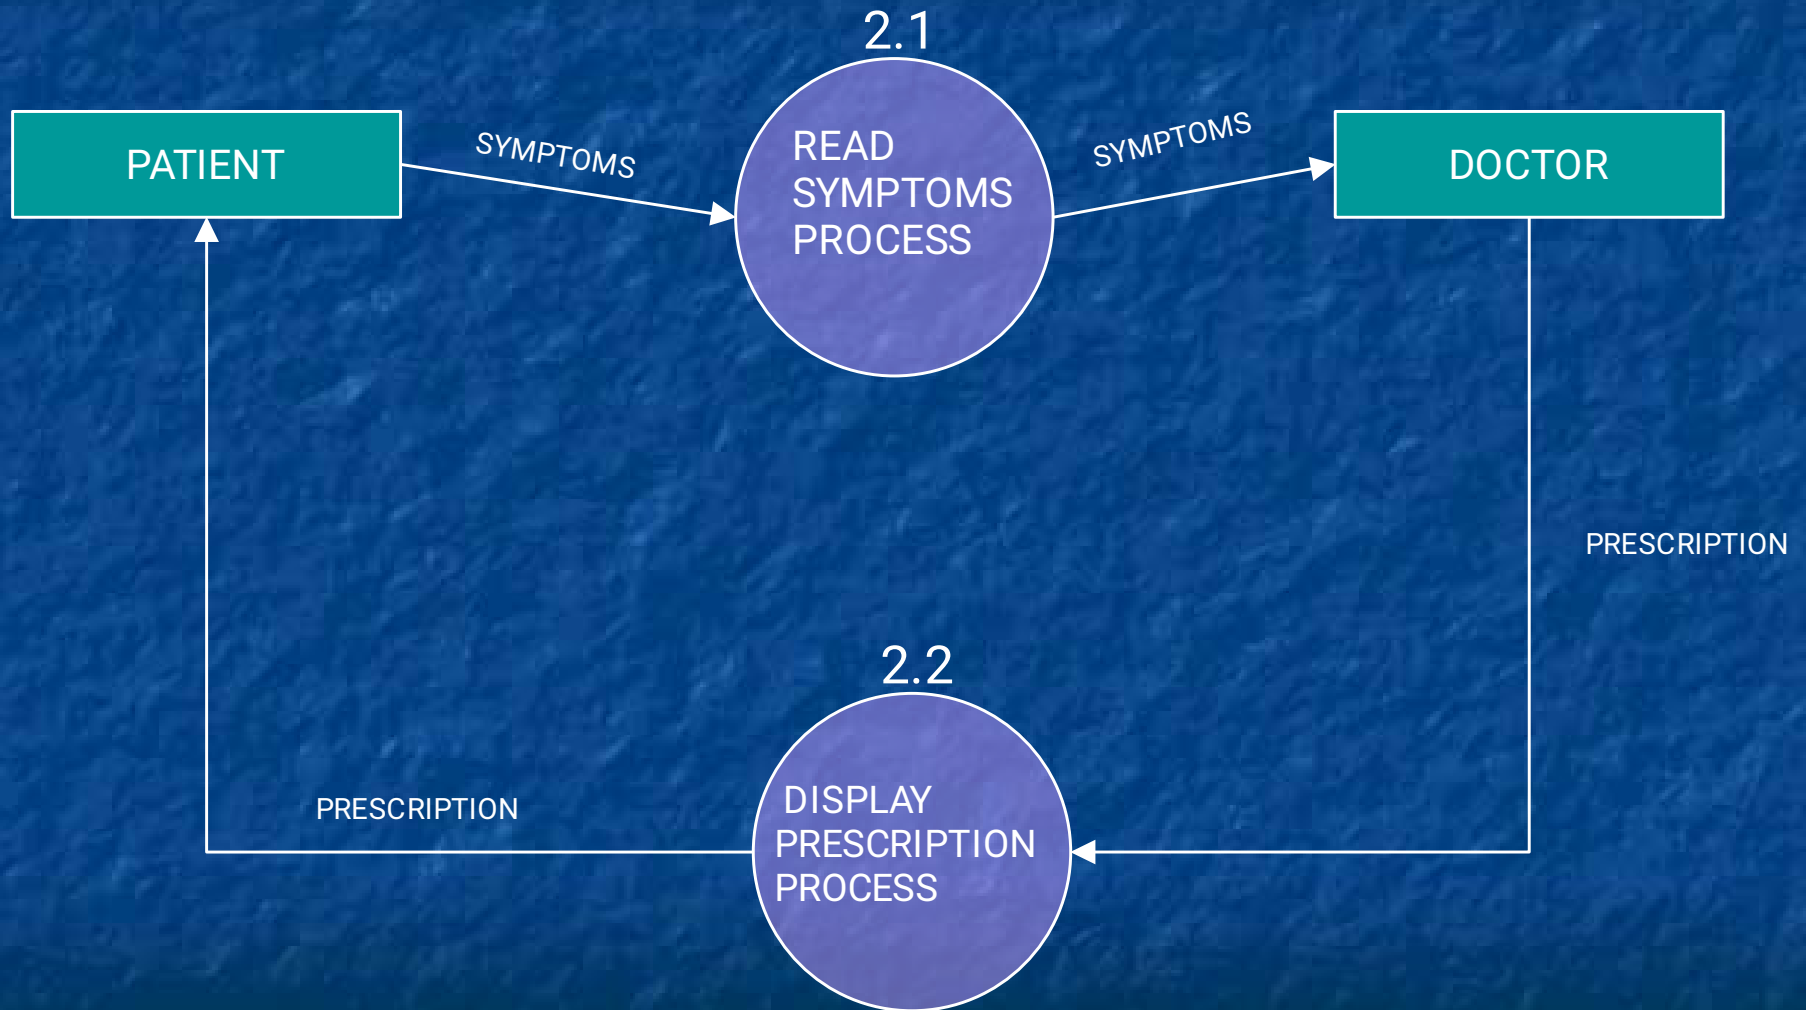 2.1
PATIENT
SYMPTOMS
READ
SYMPTOMS
PROCESS
SYMPTOMS
DOCTOR
PRESCRIPTION
2.2
DISPLAY
PRESCRIPTION
PROCESS
PRESCRIPTION